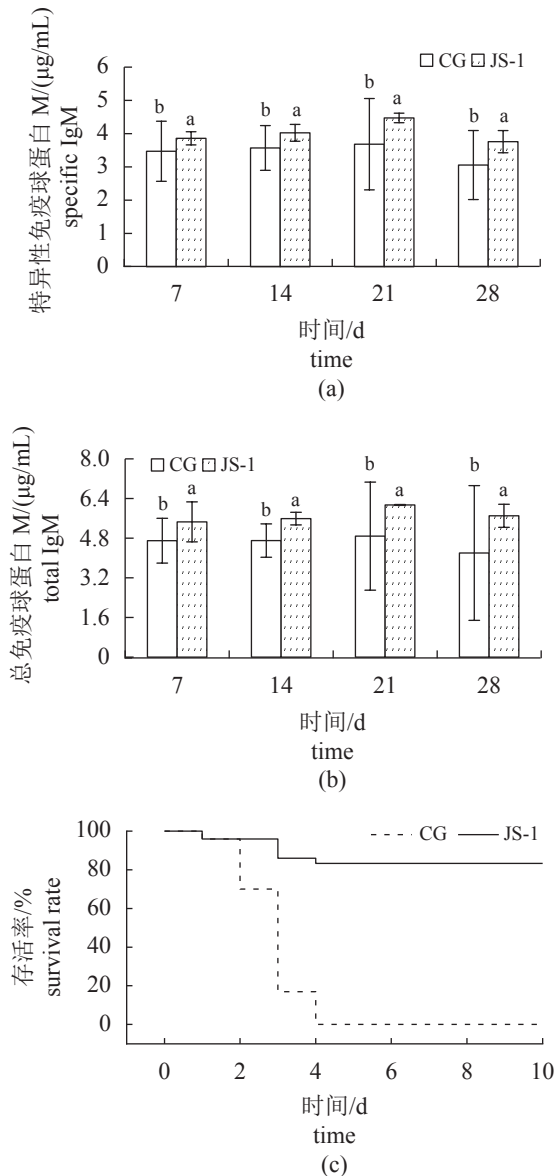 特异性免疫球蛋白 M/(μg/mL)
specific IgM
6
5
4
3
2
1
0
CG JS-1
b a b a b a b a
7 14 21 28
时间/d
time
(a)
总免疫球蛋白 M/(μg/mL)
total IgM
8.0
6.4
4.8
3.2
1.6
0
CG JS-1
b a b a b a b a
7 14 21 28
时间/d
time
(b)
存活率/%
survival rate
100
80
60
40
20
0
CG JS-1
0 2 4 6 8 10
时间/d
time
(c)